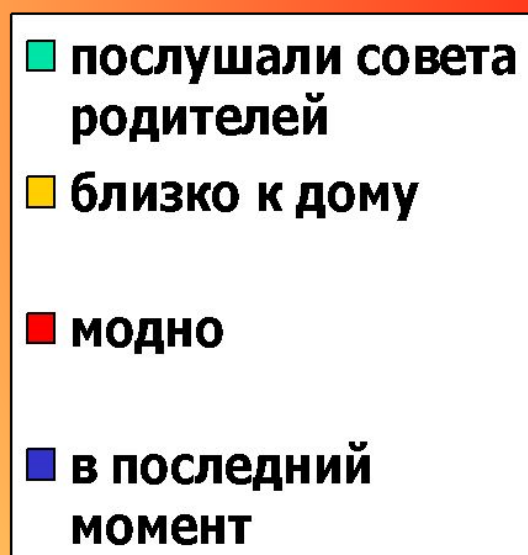 послушали совета
родителей
близко к дому
модно
в последний
момент